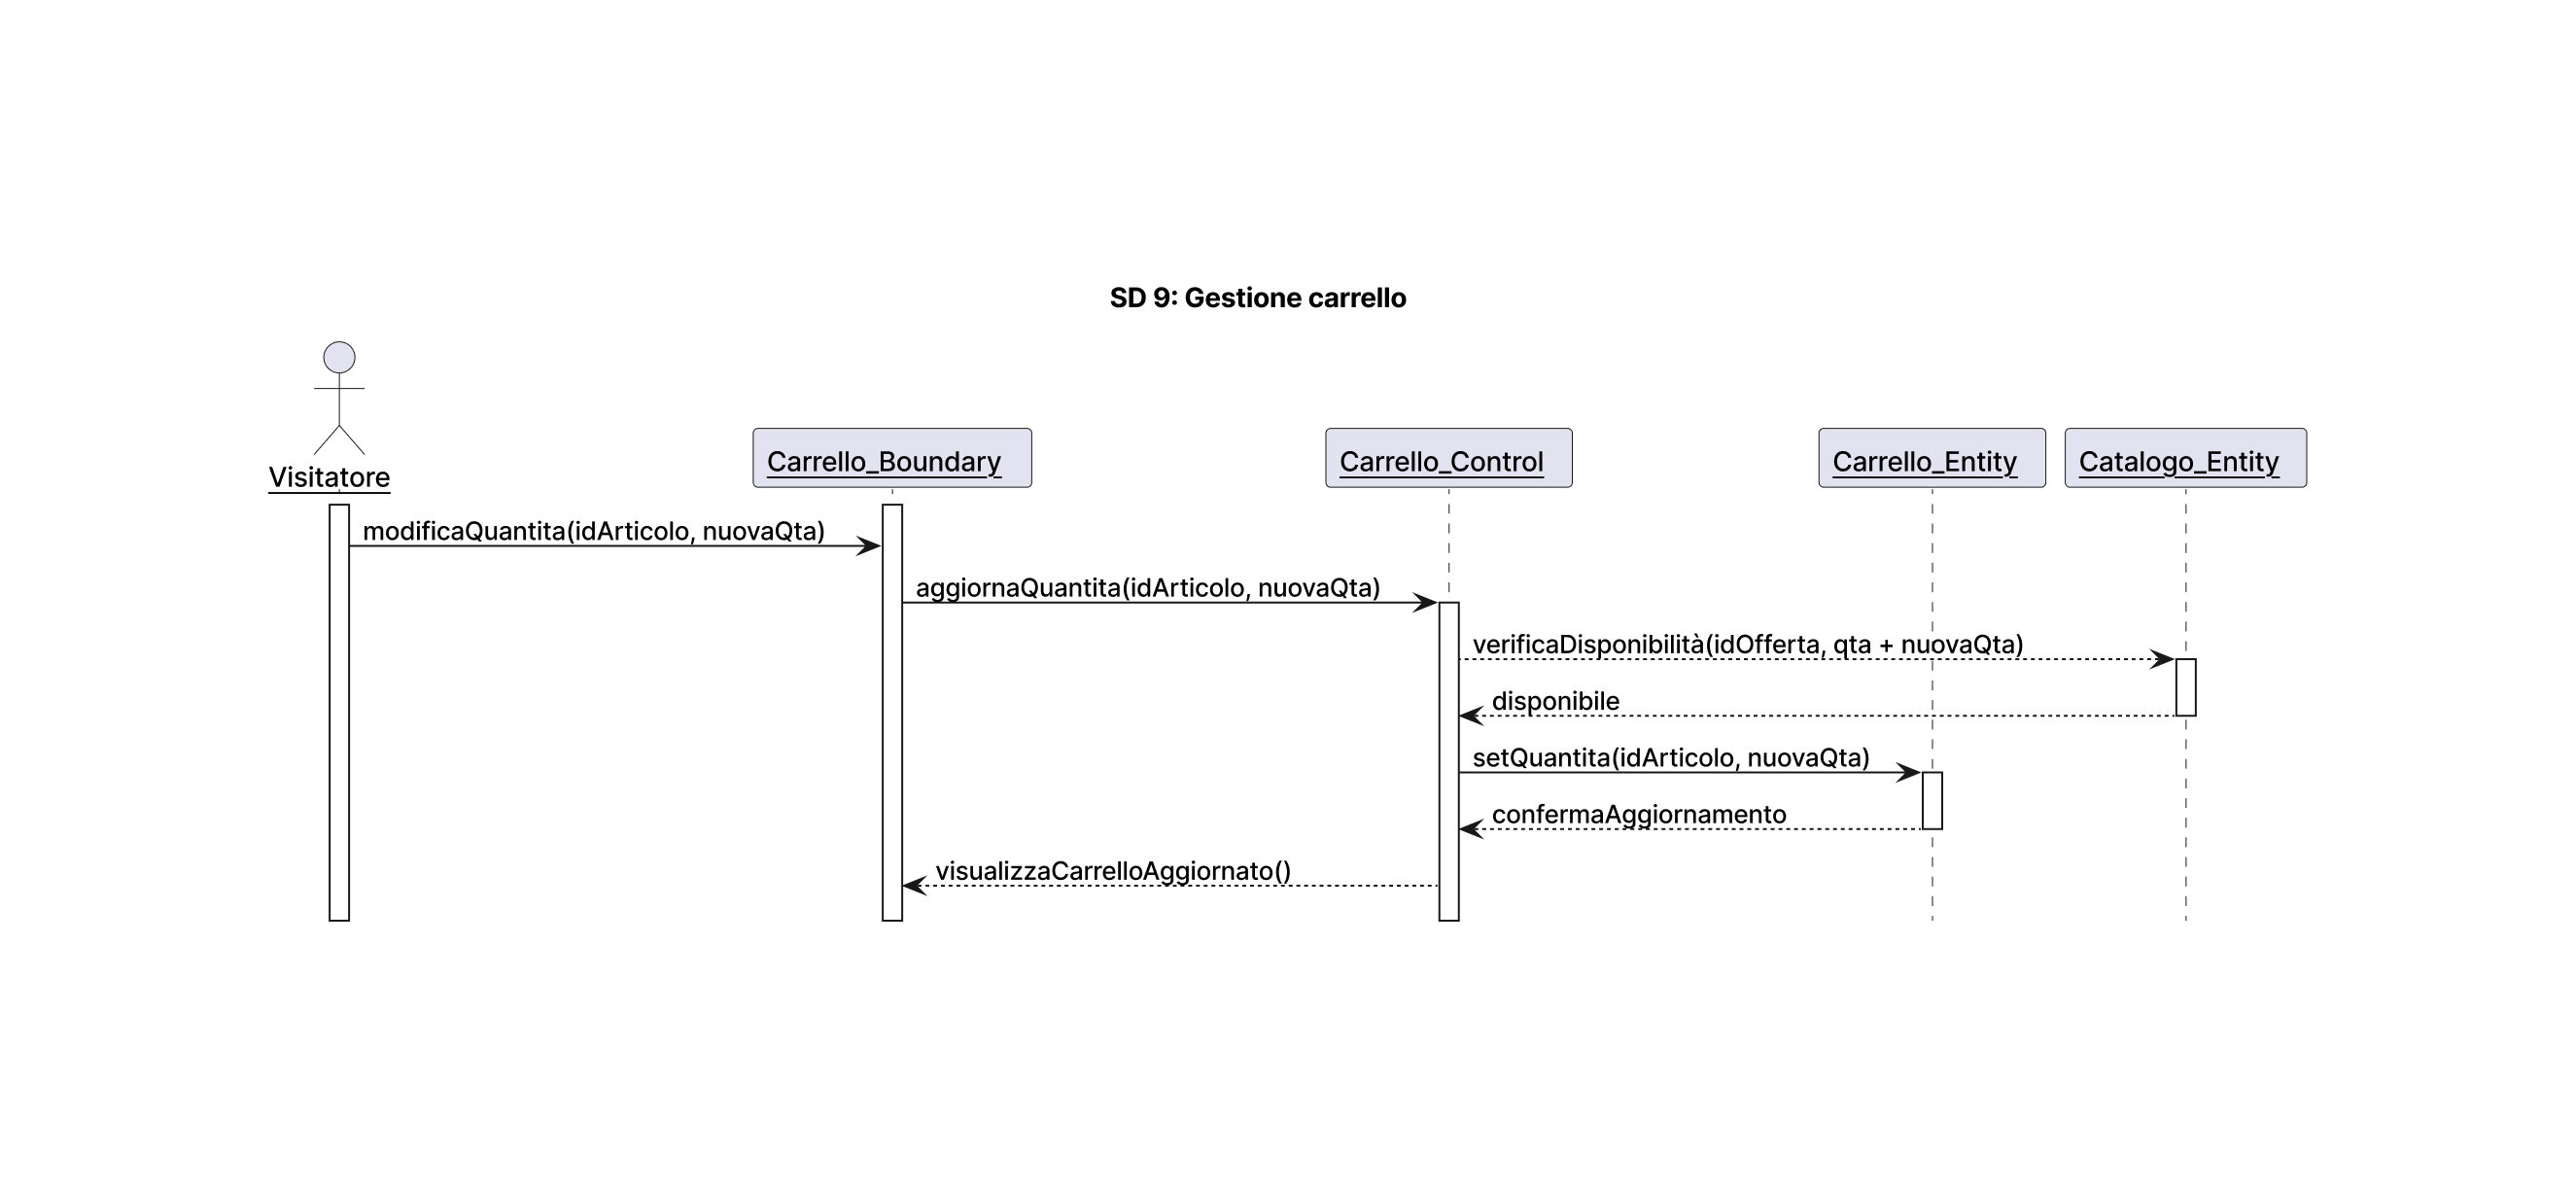 SD 9: Gestione carrello
Visitatore
Carrello_Boundary
Carrello_Control
Carrello_Entity
Catalogo_Entity
modificaQuantita(idArticolo, nuovaQta)
aggiornaQuantita(idArticolo, nuovaQta)
verificaDisponibilità(idOfferta, qta + nuovaQta)
disponibile
setQuantita(idArticolo, nuovaQta)
confermaAggiornamento
visualizzaCarrelloAggiornato()